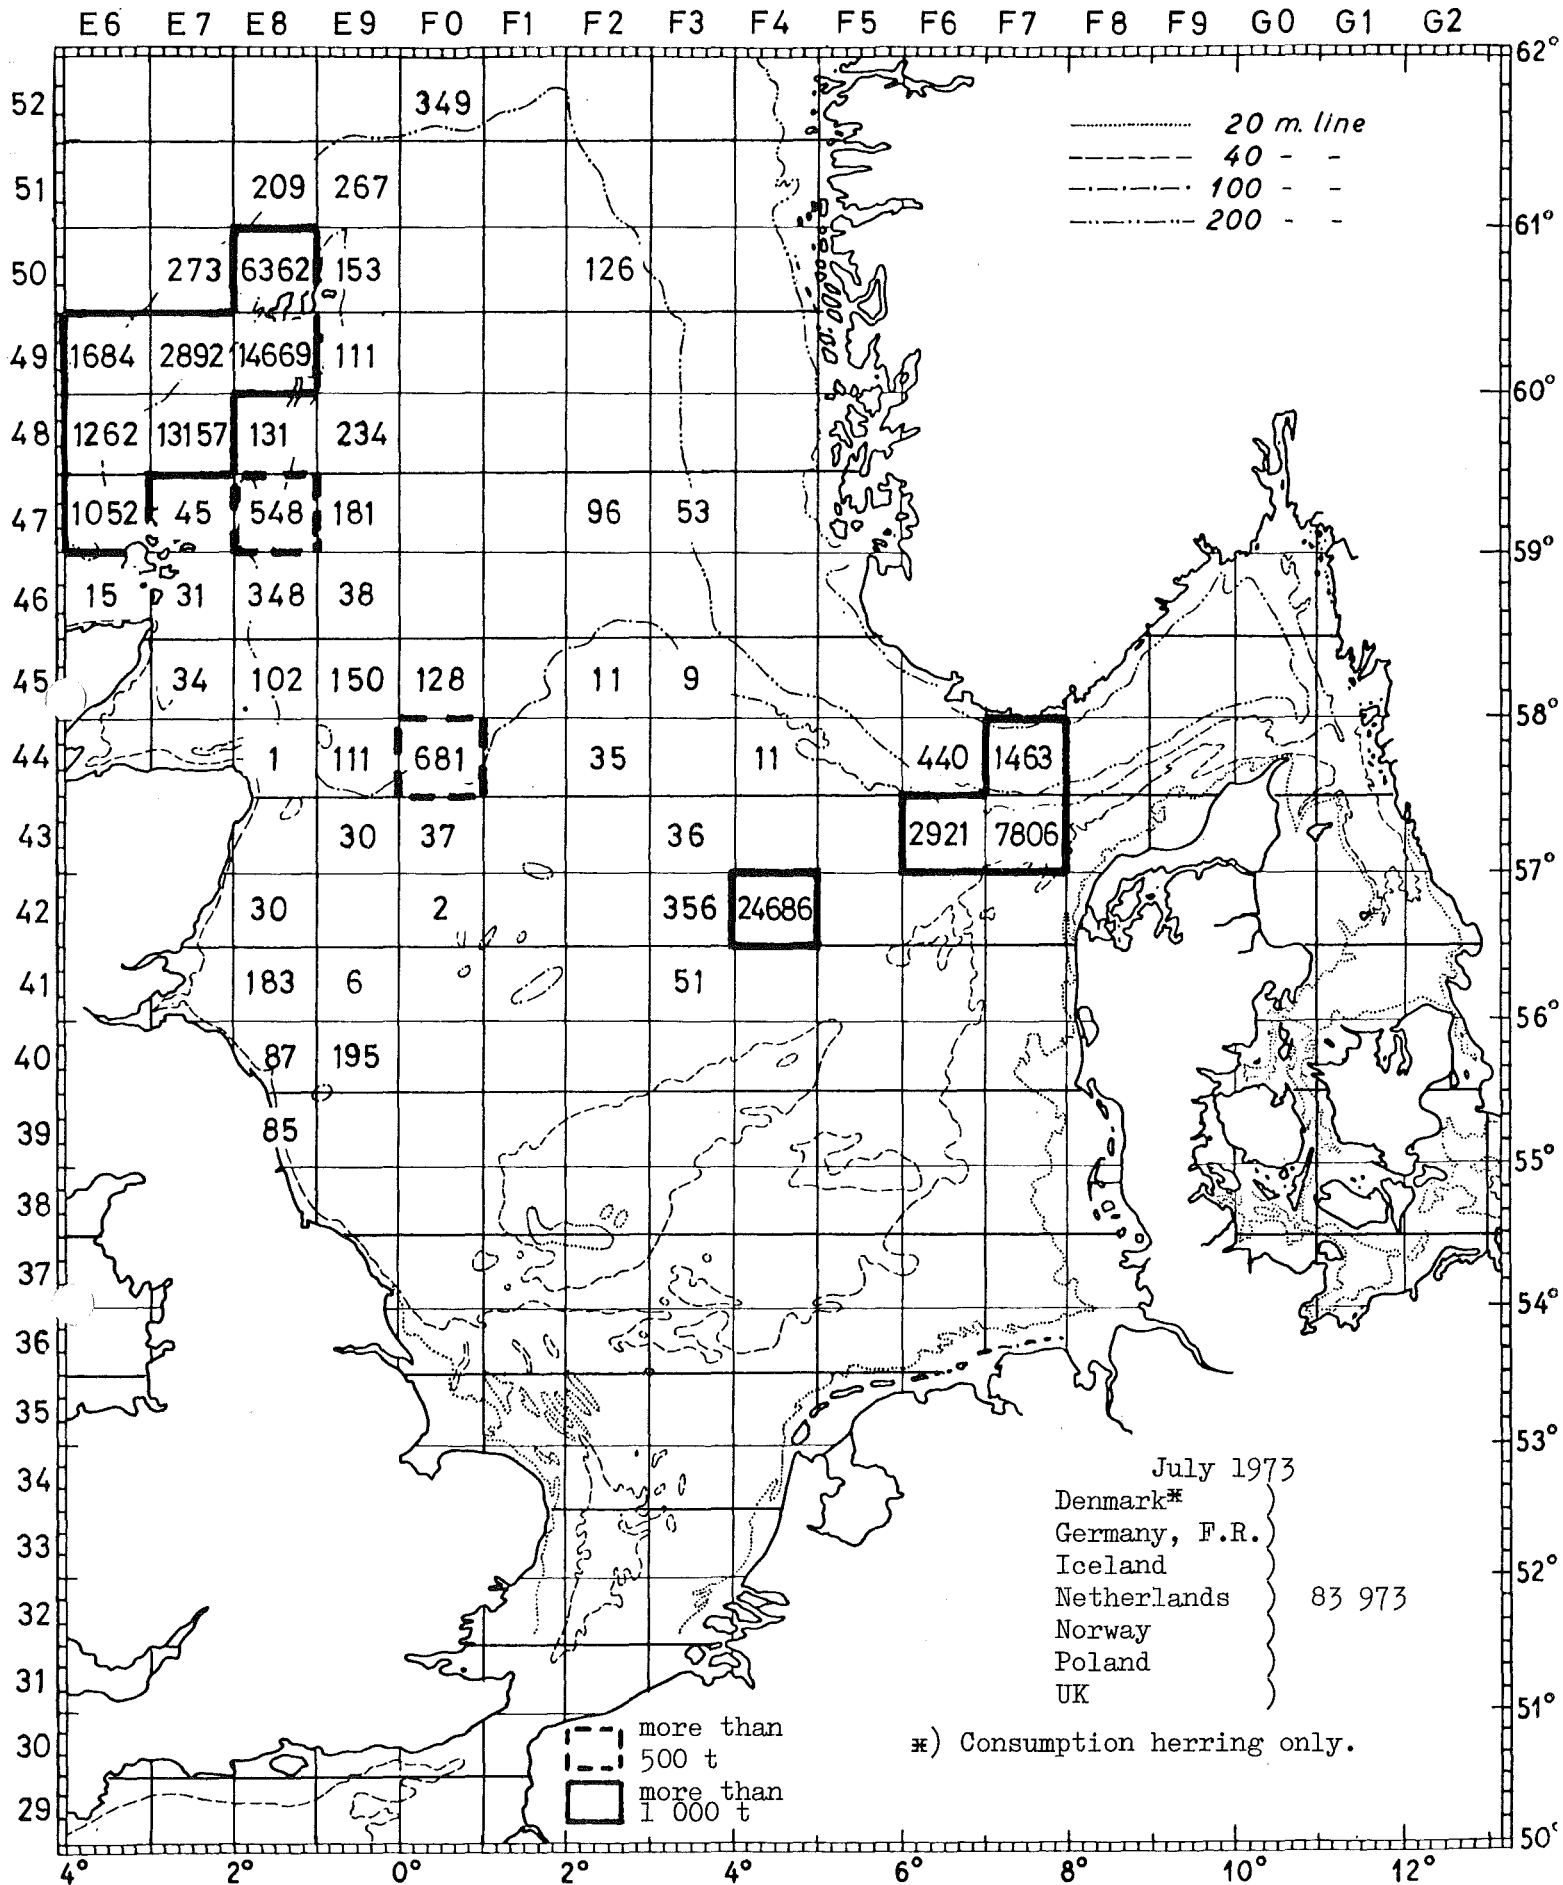 E6 E7 E8 E9 F0 F1 F2 F3 F4 F5 F6 F7 F8 F9 G0 G1 G2
62°
52 349
20 m. line
40 - -
100 - -
200 - -
51 209 267
61°
50 273 6362 153 126
49 1684 2892 14669 111
60°
48 1262 13157 131 234
47 1052 45 548 181 96 53
59°
46 15 31 348 38
45 34 102 150 128 11 9
58°
44 1 111 681 35 11 440 1463
43 30 37 36 2921 7806
57°
42 30 2 356 24686
41 183 6 51
56°
40 87 195
39 85
55°
38
37
54°
36
35
53°
34
July 1973
Denmark*
33
Germany, F.R.)
Iceland
52°
32
Netherlands ) 83 973
Norway
31
Poland
UK )
51°
30
more than
500 t
*) Consumption herring only.
29
more than
1 000 t
50°
4° 2° 0° 2° 4° 6° 8° 10° 12°